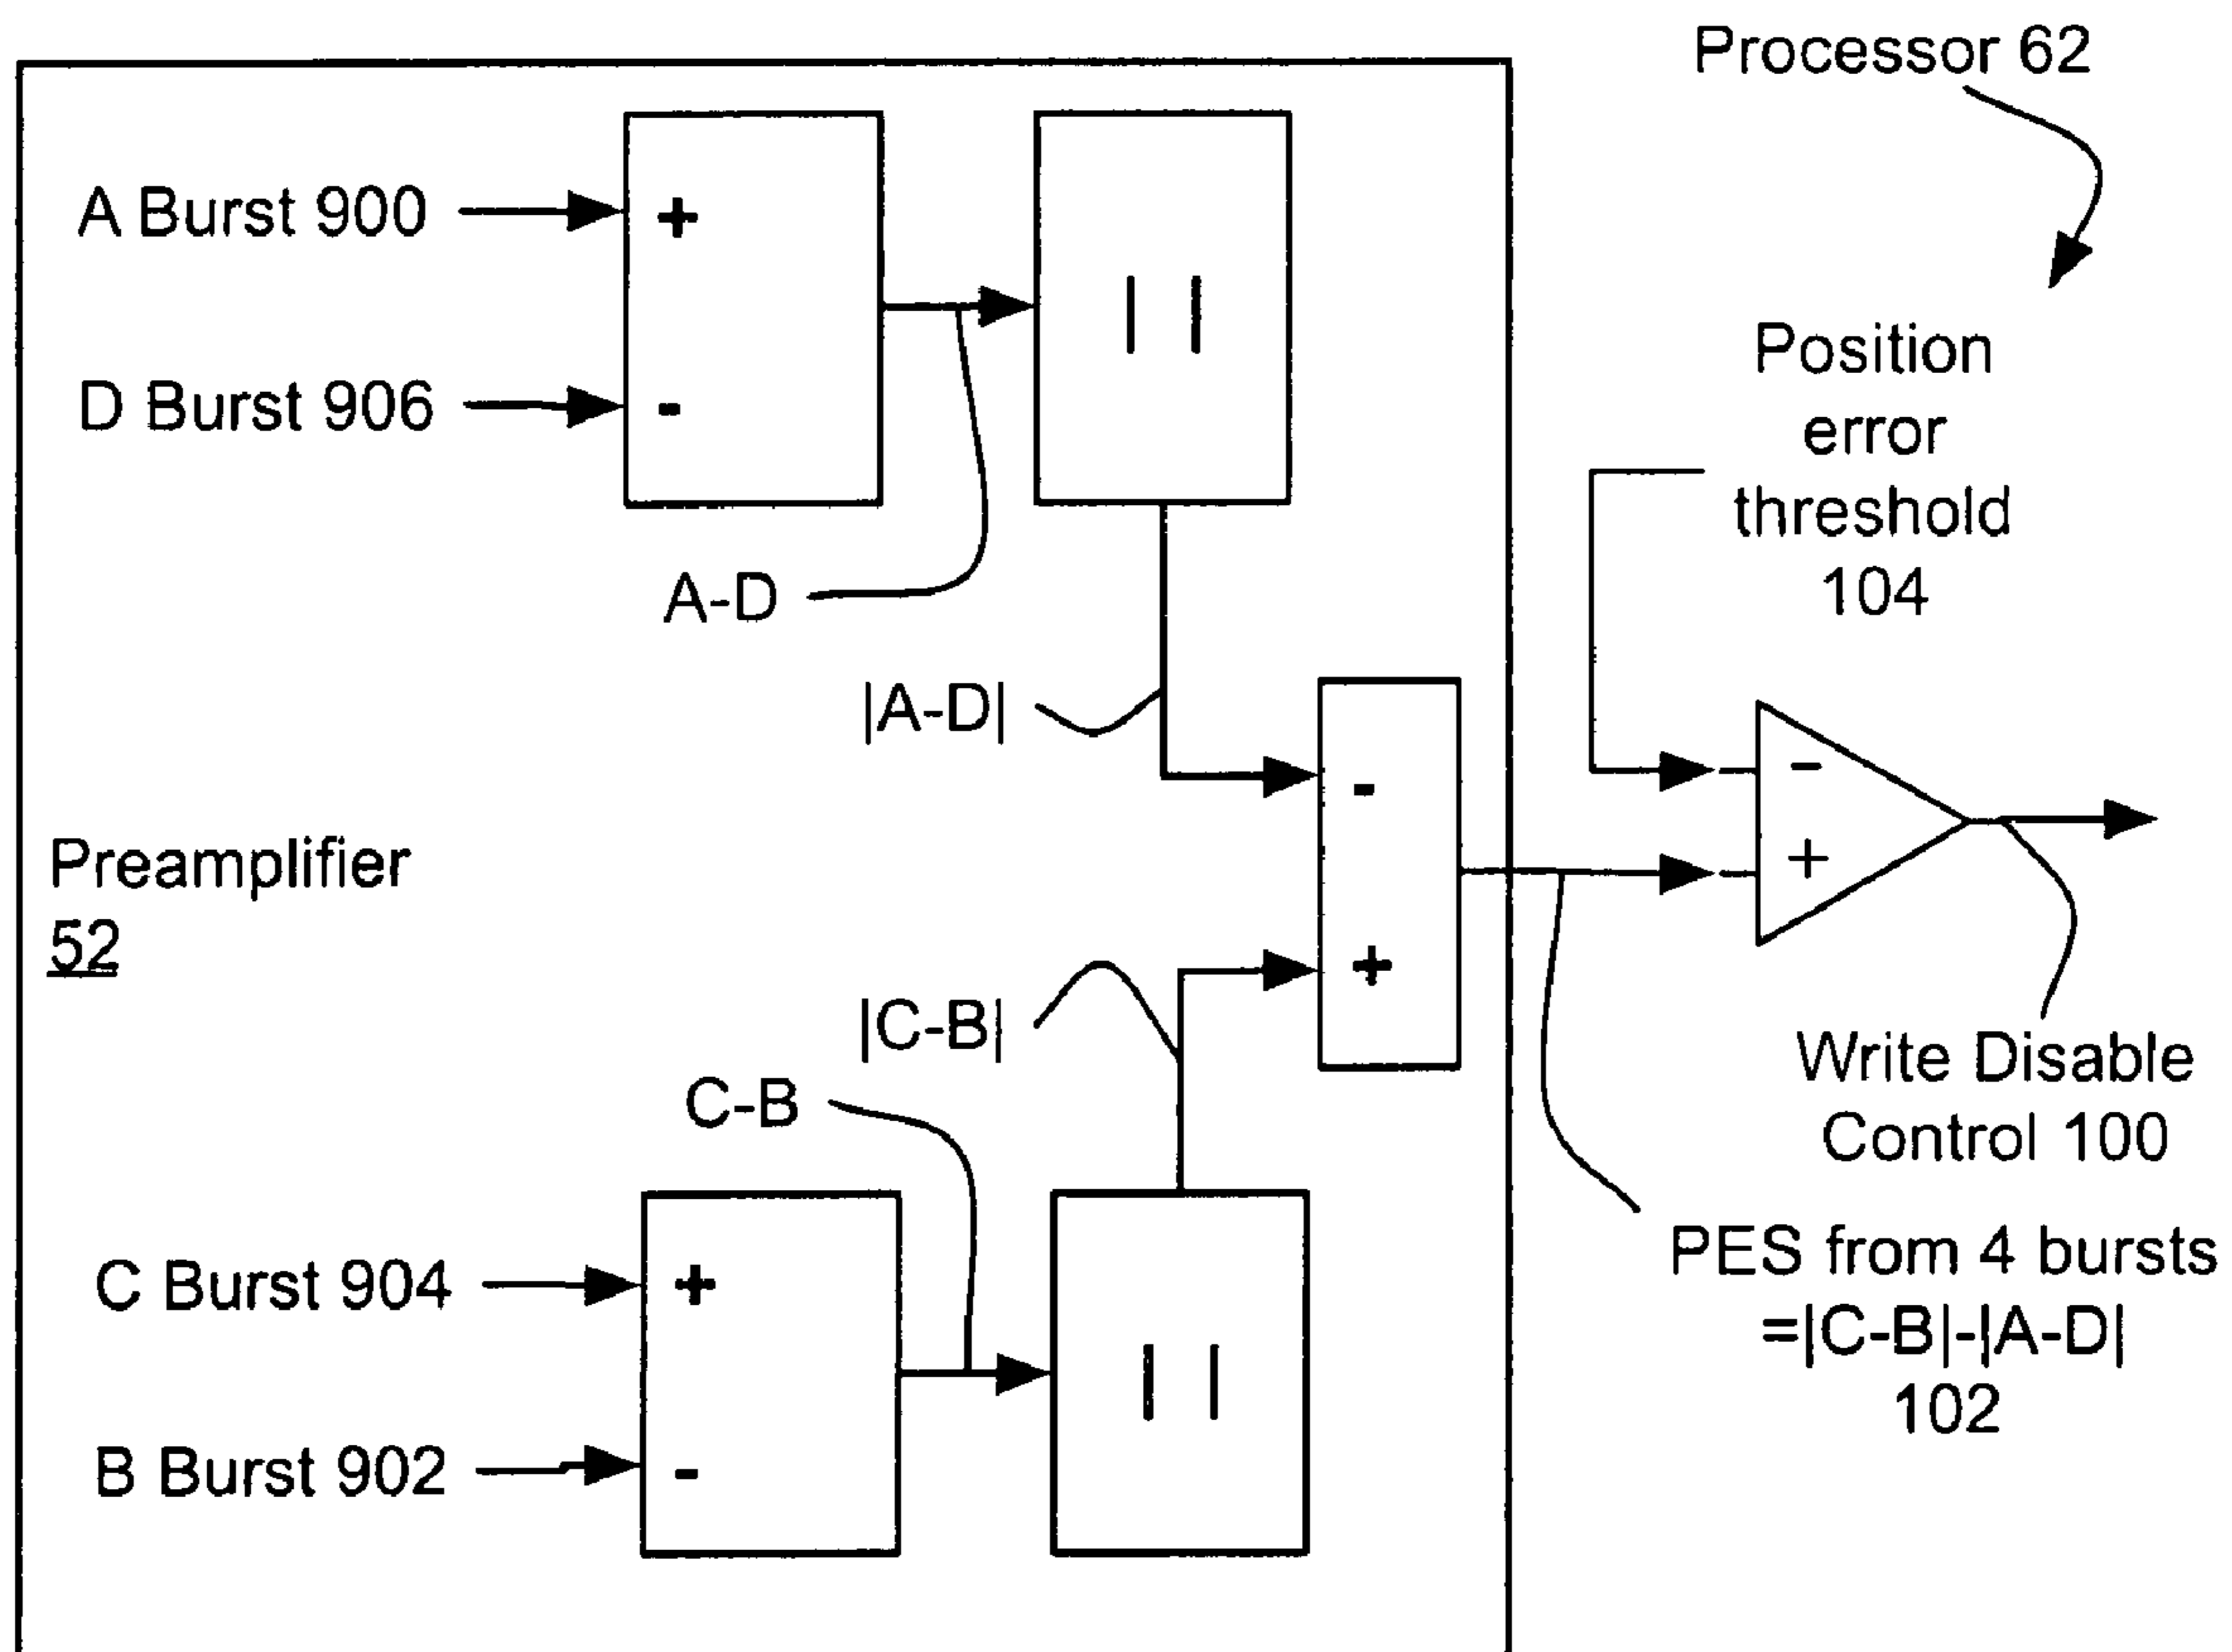 Processor 62
A Burst 900
+
| |
D Burst 906
-
Position
error
threshold
104
A-D
|A-D|
-
−
+
Preamplifier
52
+
|C-B|
C-B
Write Disable
Control 100
C Burst 904
+
PES from 4 bursts
=|C-B|-|A-D|
102
| |
B Burst 902
-